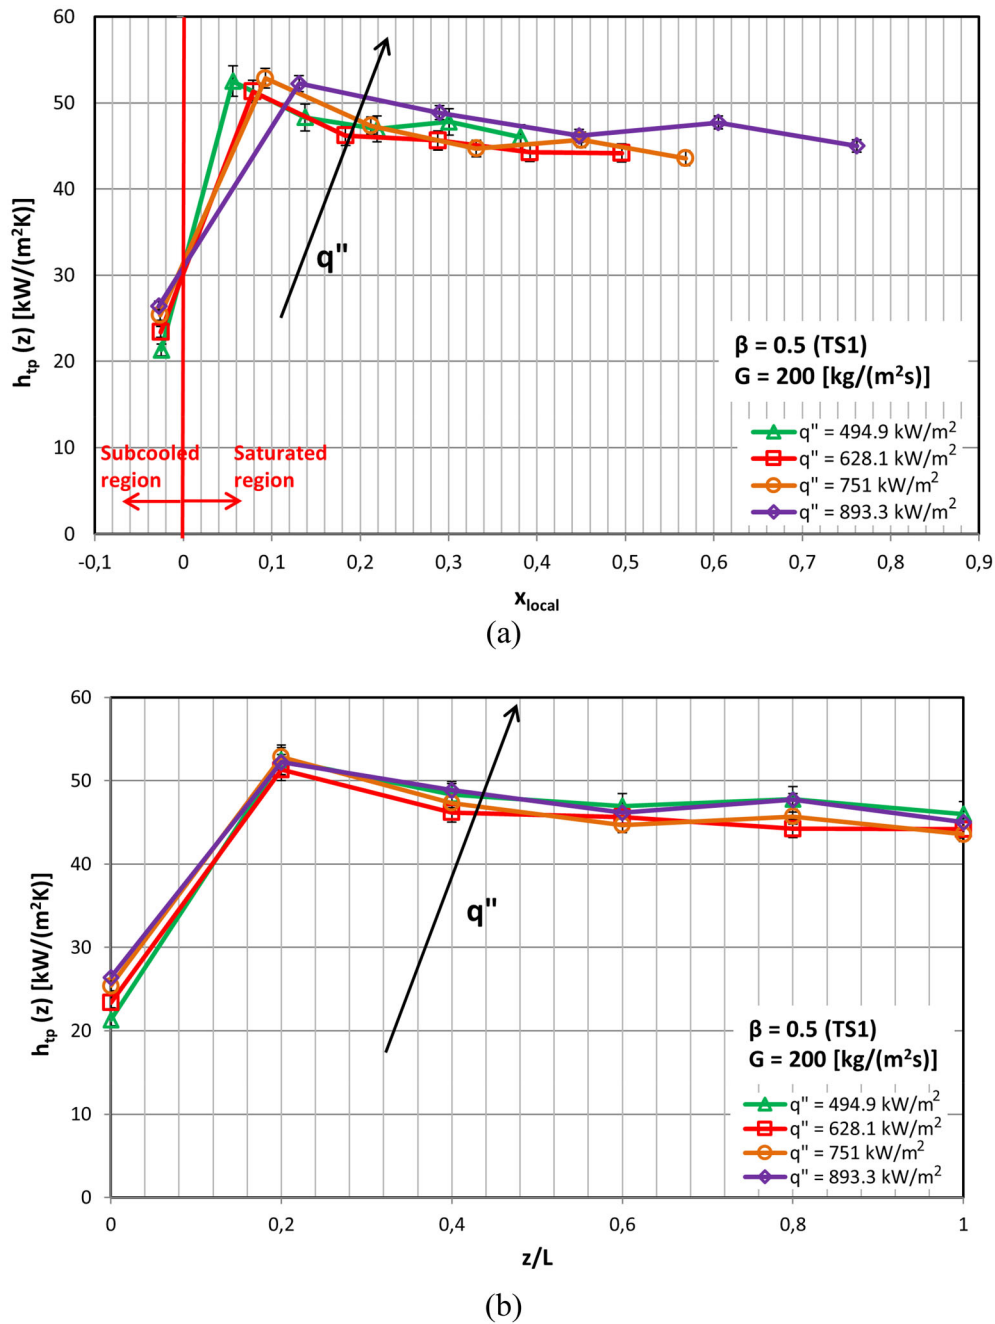 (a)
60
50
40
30
20
10
0
h_tp (z) [kW/(m²K)]
q"
β = 0.5 (TS1)
G = 200 [kg/(m²s)]
q" = 494.9 kW/m²
q" = 628.1 kW/m²
q" = 751 kW/m²
q" = 893.3 kW/m²
Subcooled region
Saturated region
-0,1 0 0,1 0,2 0,3 0,4 0,5 0,6 0,7 0,8 0,9
x_local
(a)
60
50
40
30
20
10
0
h_tp (z) [kW/(m²K)]
q"
β = 0.5 (TS1)
G = 200 [kg/(m²s)]
q" = 494.9 kW/m²
q" = 628.1 kW/m²
q" = 751 kW/m²
q" = 893.3 kW/m²
0 0,2 0,4 0,6 0,8 1
z/L
(b)